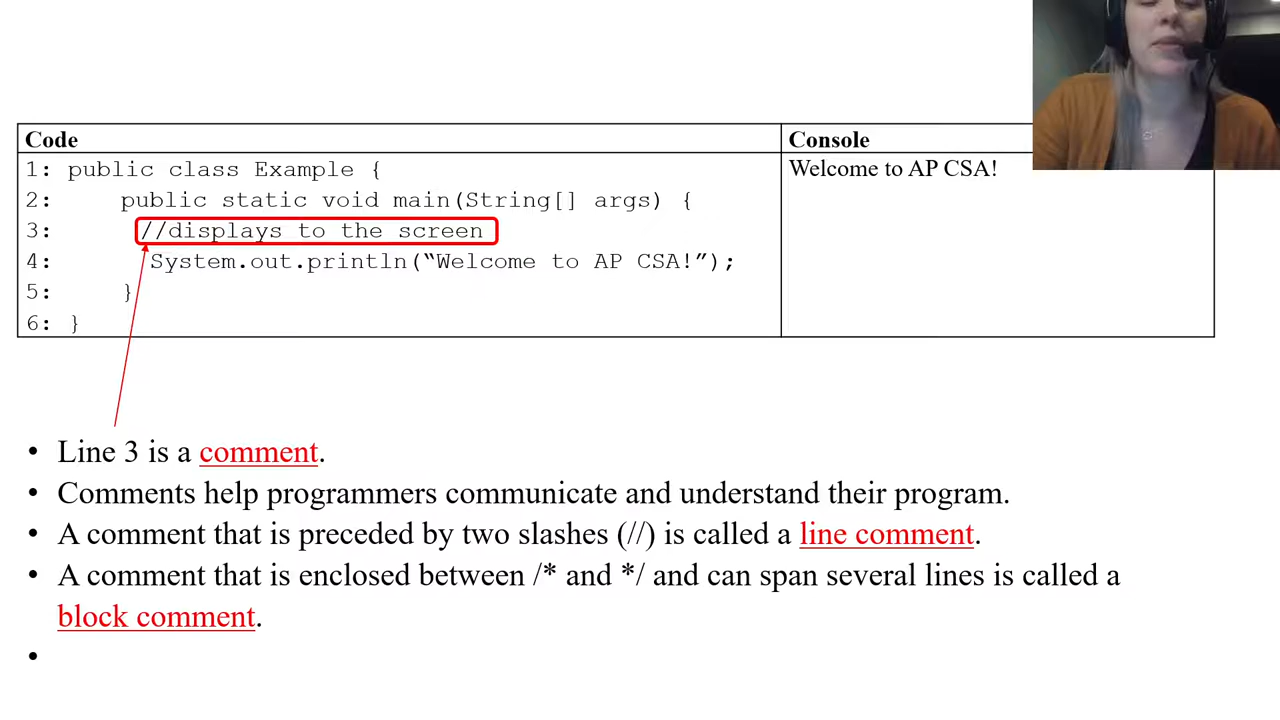 Code
Console
1: public class Example {
Welcome to AP CSA!
2: public static void main(String[] args) {
3: //displays to the screen
4: System.out.println(“Welcome to AP CSA!”);
5: }
6: }
• Line 3 is a comment.
• Comments help programmers communicate and understand their program.
• A comment that is preceded by two slashes (//) is called a line comment.
• A comment that is enclosed between /* and */ and can span several lines is called a
block comment.
•